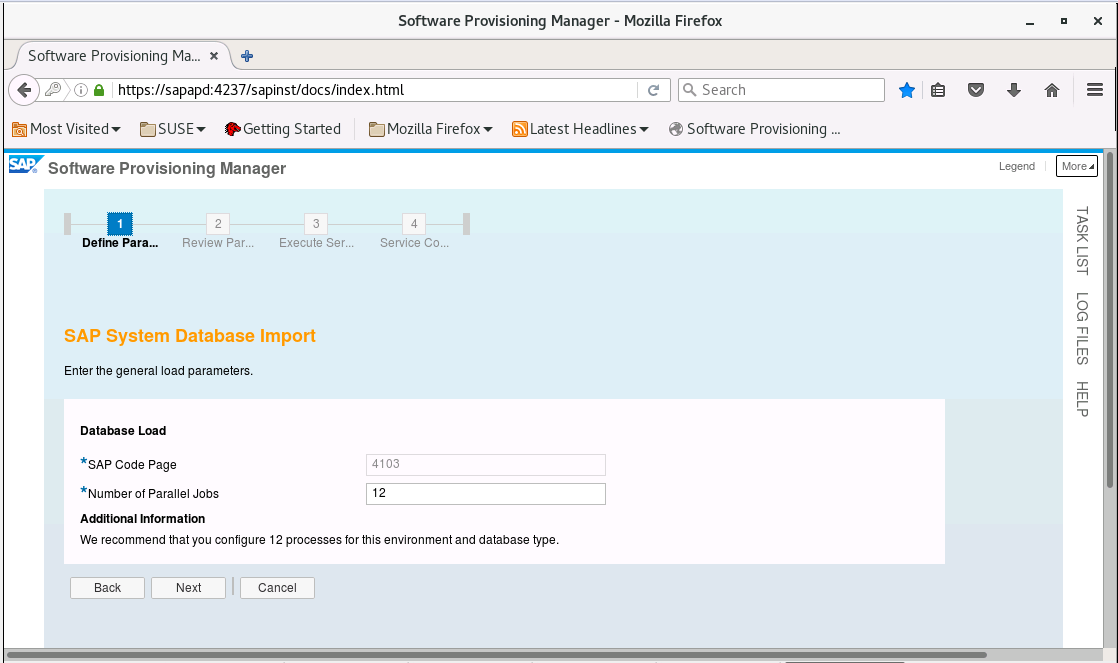 Software Provisioning Manager - Mozilla Firefox
Software Provisioning Ma...
https://sapapd:4237/sapinst/docs/index.html
Search
Most Visited SUSE Getting Started Mozilla Firefox Latest Headlines Software Provisioning ...
SAP Software Provisioning Manager Legend More
1 2 3 4
Define Para... Review Par... Execute Ser... Service Co...
TASK LIST
LOG FILES
HELP
SAP System Database Import
Enter the general load parameters.
Database Load
*SAP Code Page 4103
*Number of Parallel Jobs 12
Additional Information
We recommend that you configure 12 processes for this environment and database type.
Back Next Cancel